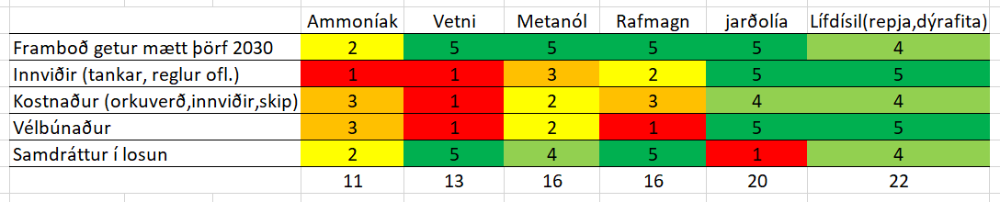 Ammoníak Vetni Metanól Rafmagn jarðolía Lífdísil(repja,dýrafita)
Framboð getur mætt þörf 2030 2 5 5 5 5 4
Innviðir (tankar, reglur ofl.) 1 1 3 2 5 5
Kostnaður (orkuverð,innviðir,skip) 3 1 2 3 4 4
Vélbúnaður 3 1 2 1 5 5
Samdráttur í losun 2 5 4 5 1 4
11 13 16 16 20 22